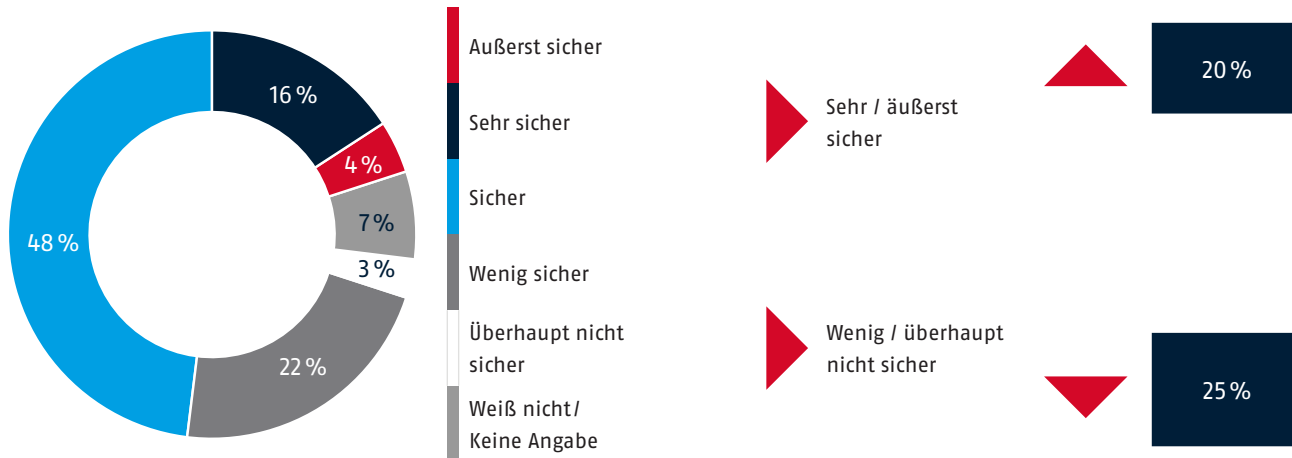 16 %
4 %
7 %
3 %
22 %
48 %
Außerst sicher
Sehr sicher
Sicher
Wenig sicher
Überhaupt nicht
sicher
Weiß nicht/
Keine Angabe
Sehr / äußerst
sicher
20 %
Wenig / überhaupt
nicht sicher
25 %